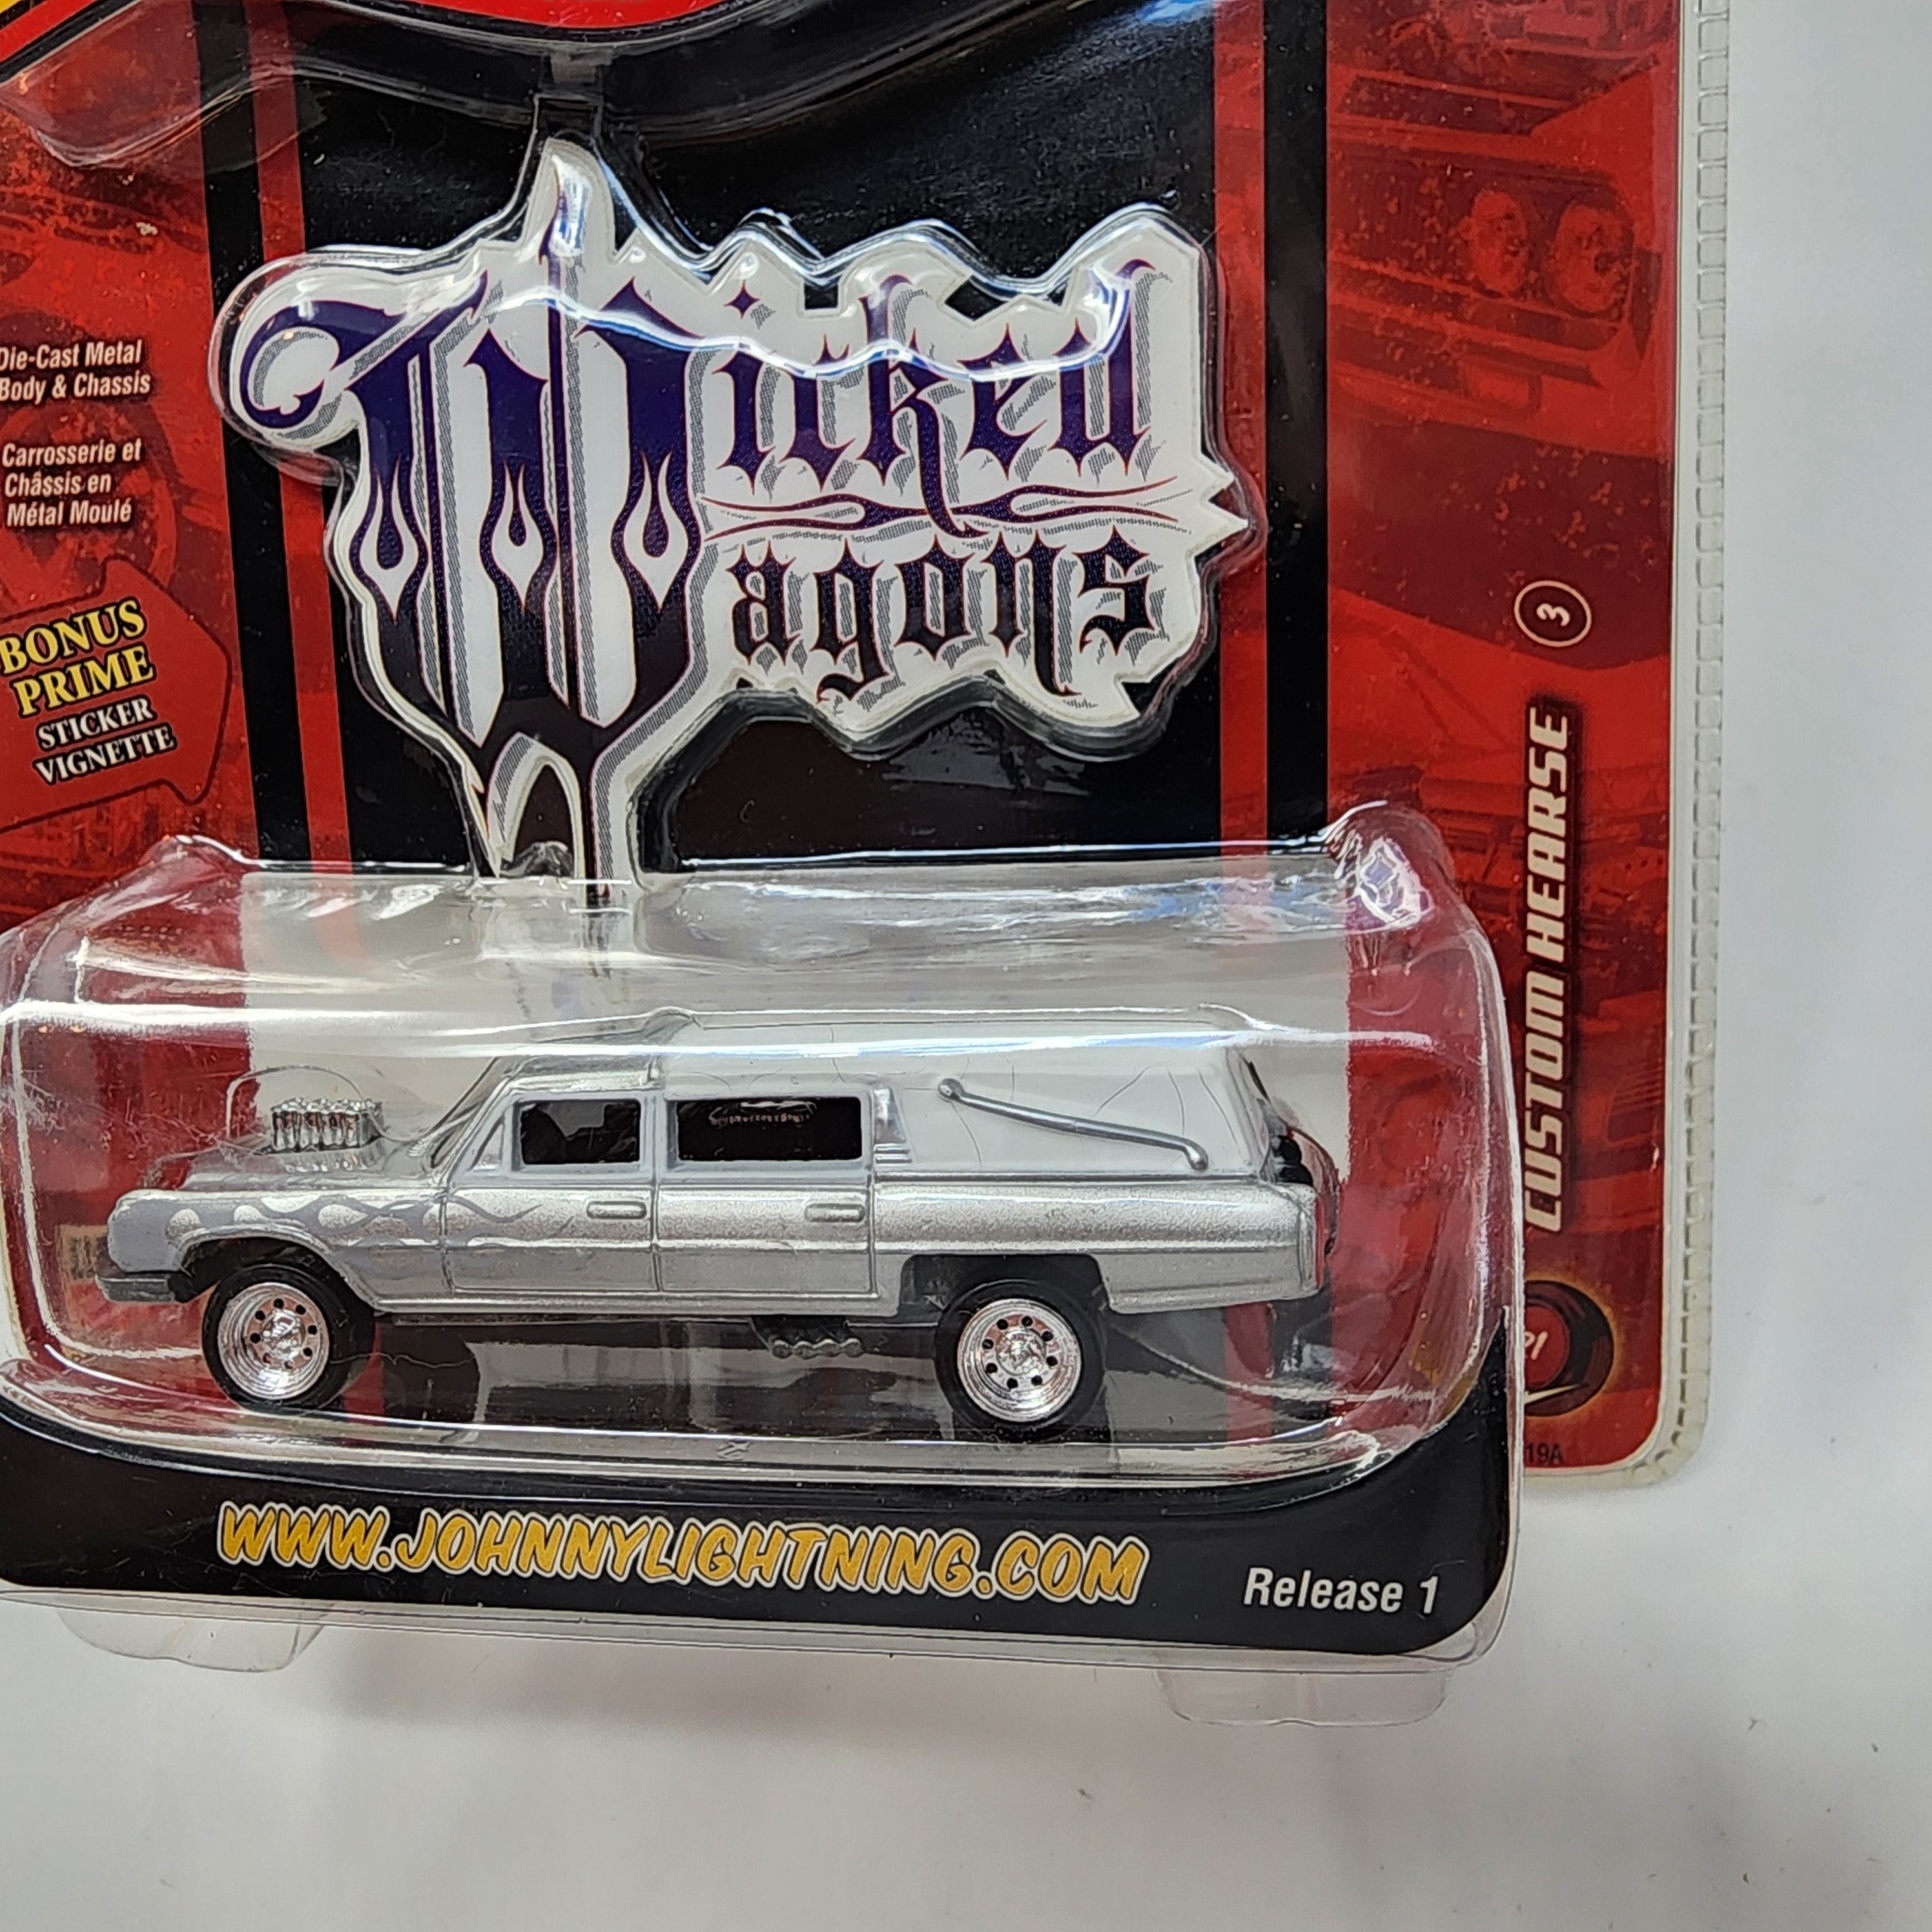 Die-Cast Metal
Body & Chassis
Carrosserie et
Châssis en
Métal Moulé
BONUS
PRIME
STICKER
VIGNETTE
Wicked
Wagons
CUSTOM HEARSE 3
19A
WWW.JOHNNYLIGHTNING.COM
Release 1